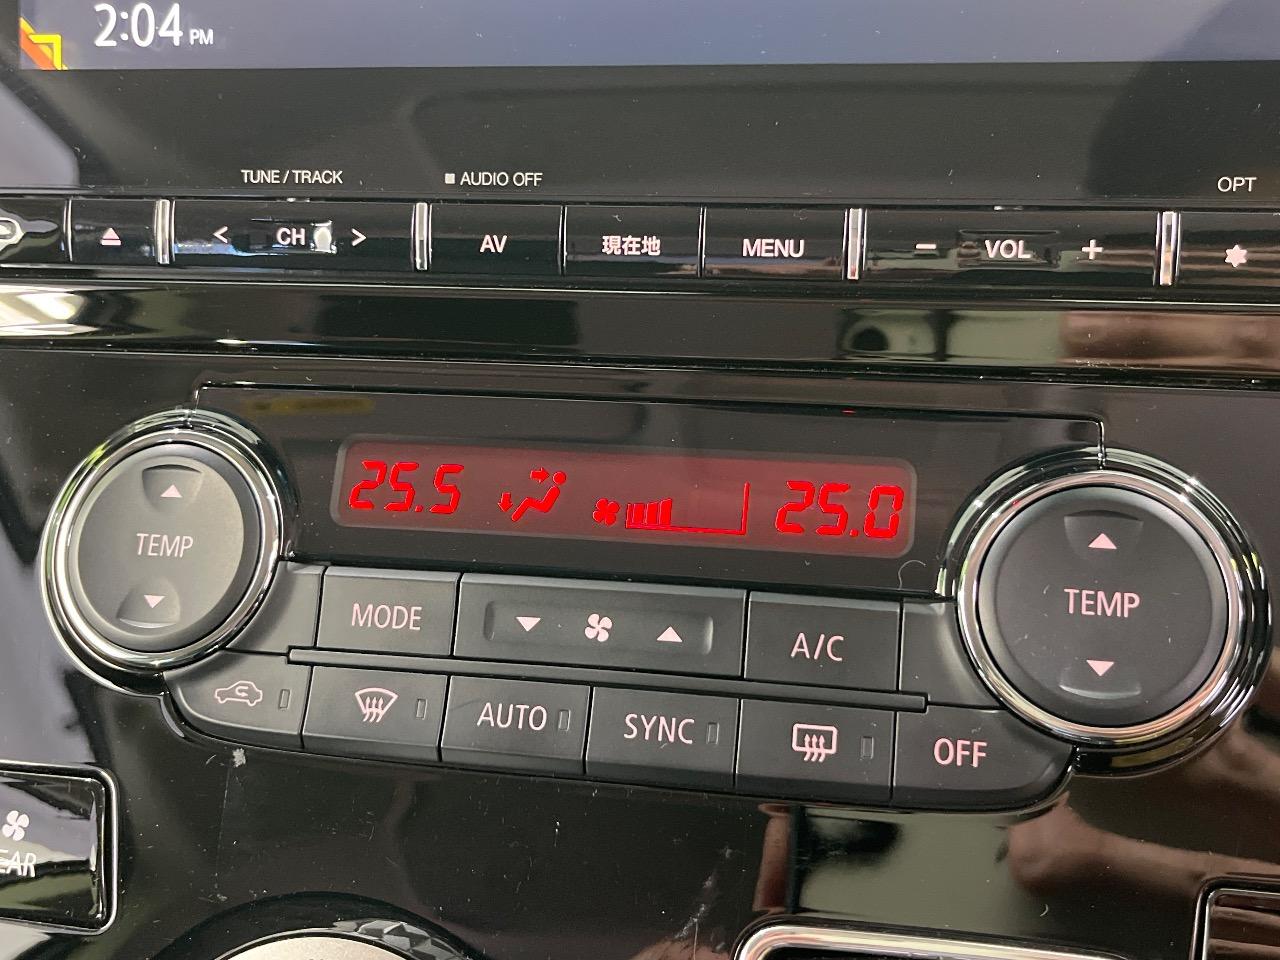 2:04 PM
TUNE / TRACK
AUDIO OFF
OPT
CH
AV
現在地
MENU
VOL
25.5
25.0
TEMP
TEMP
MODE
A/C
AUTO
SYNC
OFF